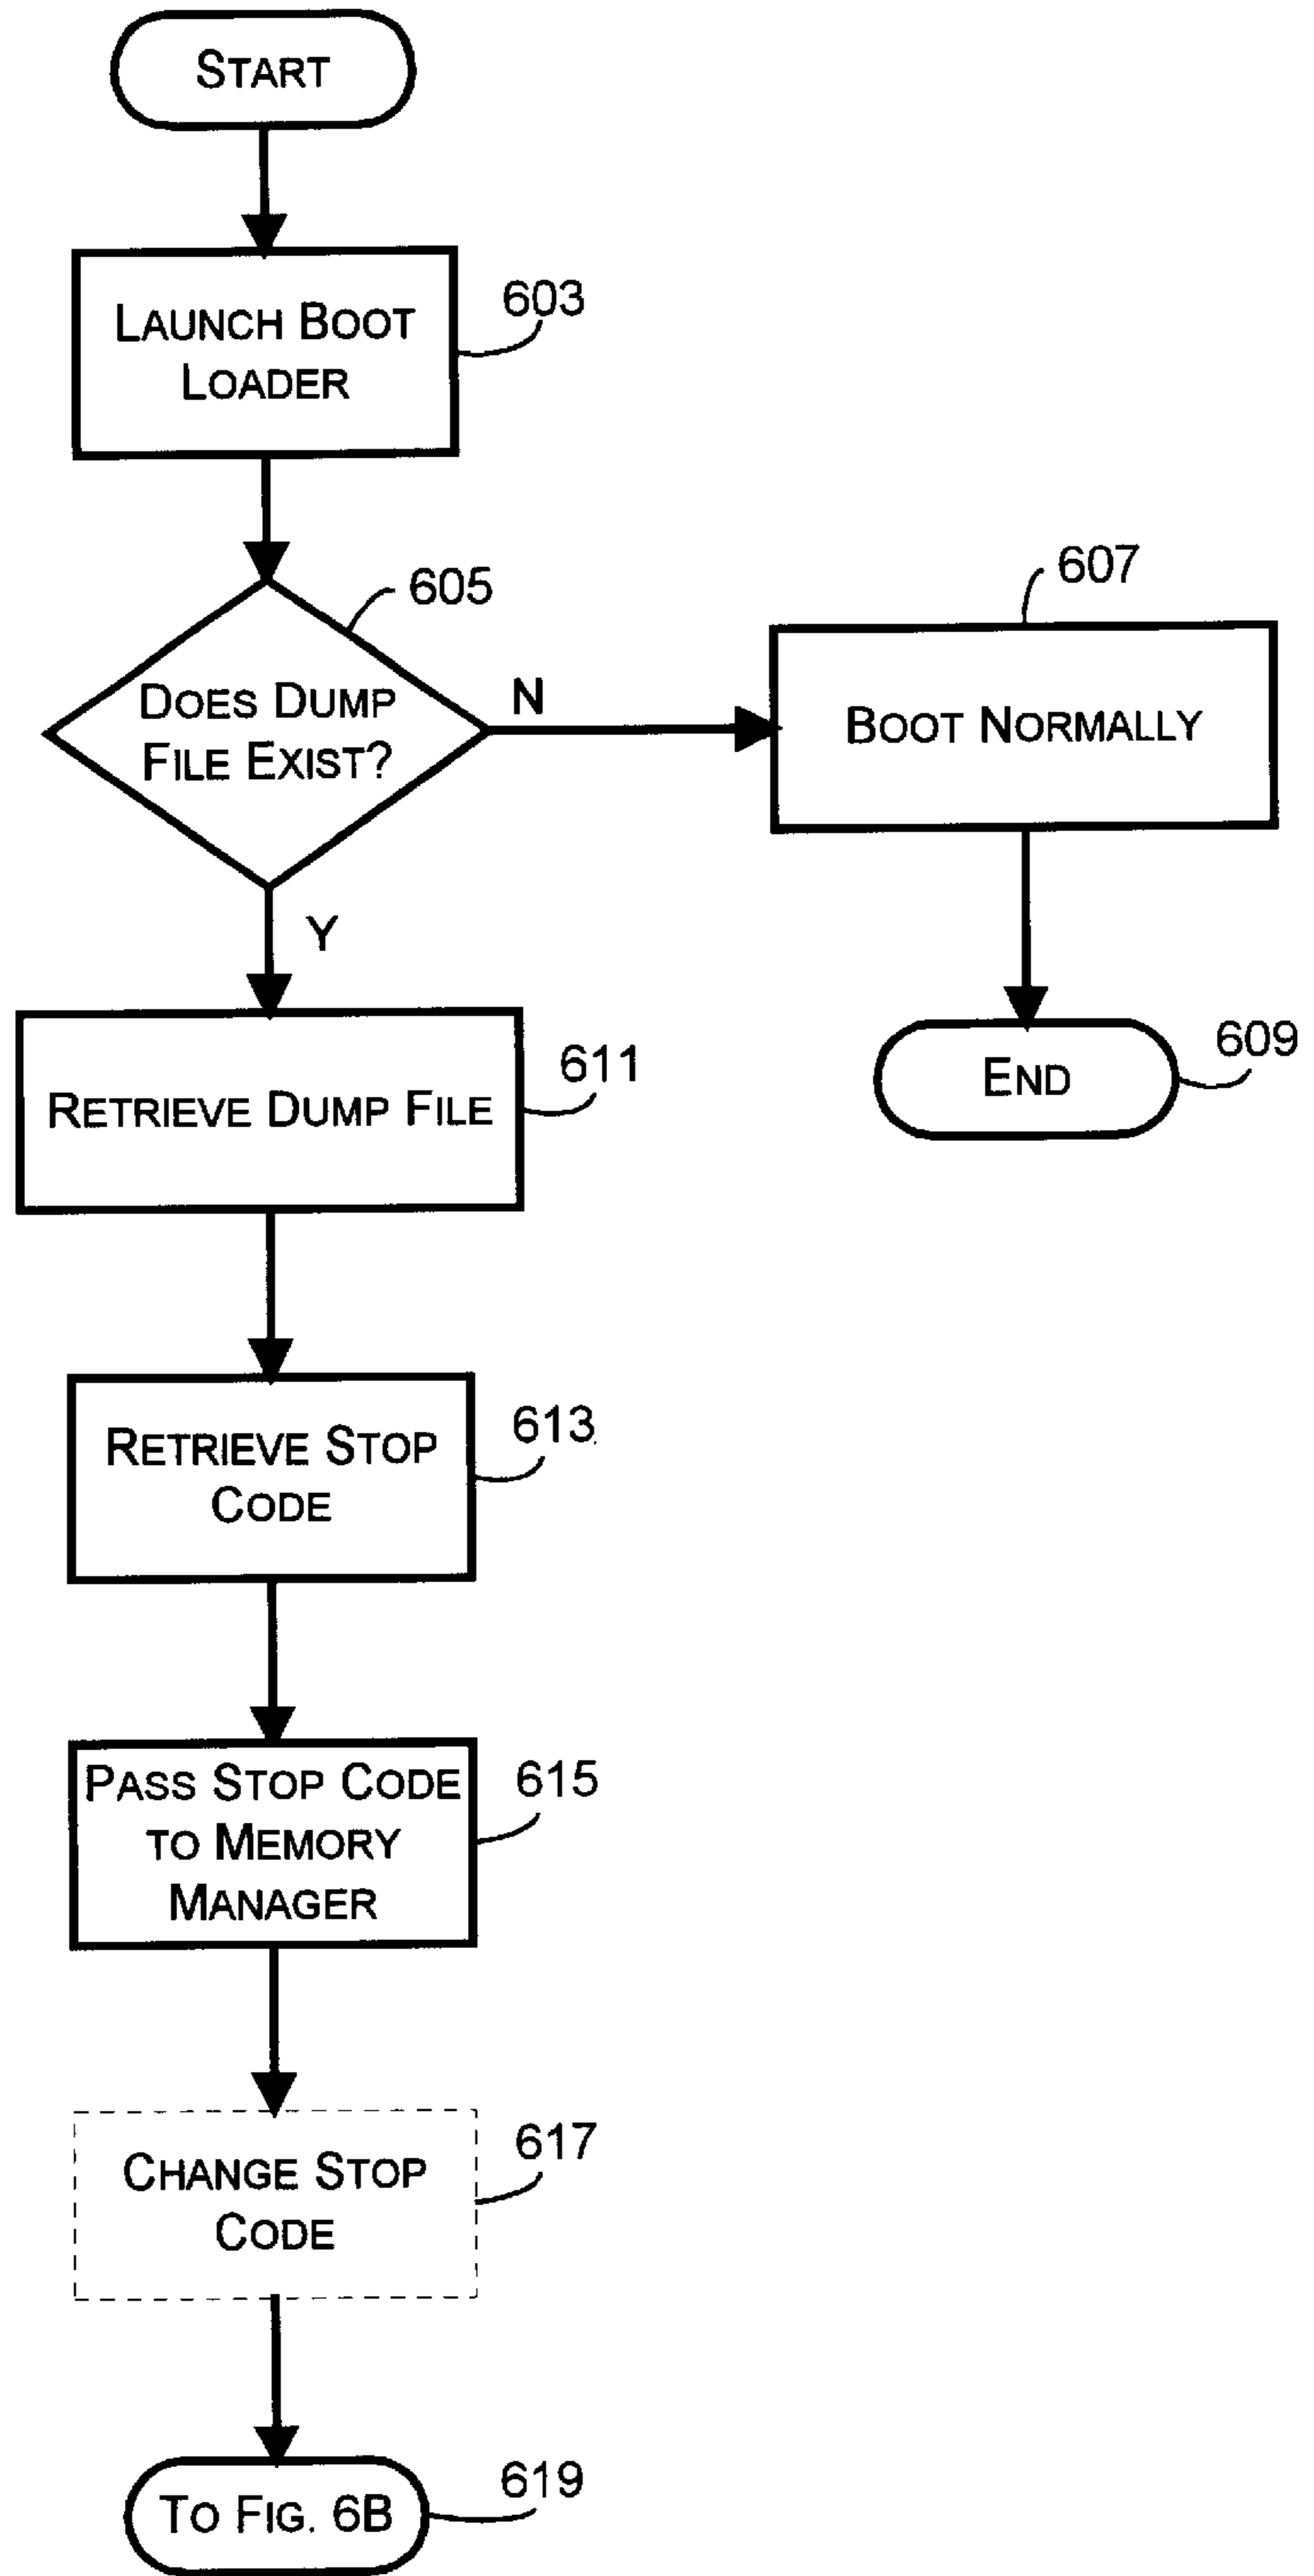 START
603
LAUNCH BOOT
LOADER
605
DOES DUMP
FILE EXIST?
N
607
BOOT NORMALLY
Y
609
END
611
RETRIEVE DUMP FILE
613
RETRIEVE STOP
CODE
615
PASS STOP CODE
TO MEMORY
MANAGER
617
CHANGE STOP
CODE
619
TO FIG. 6B